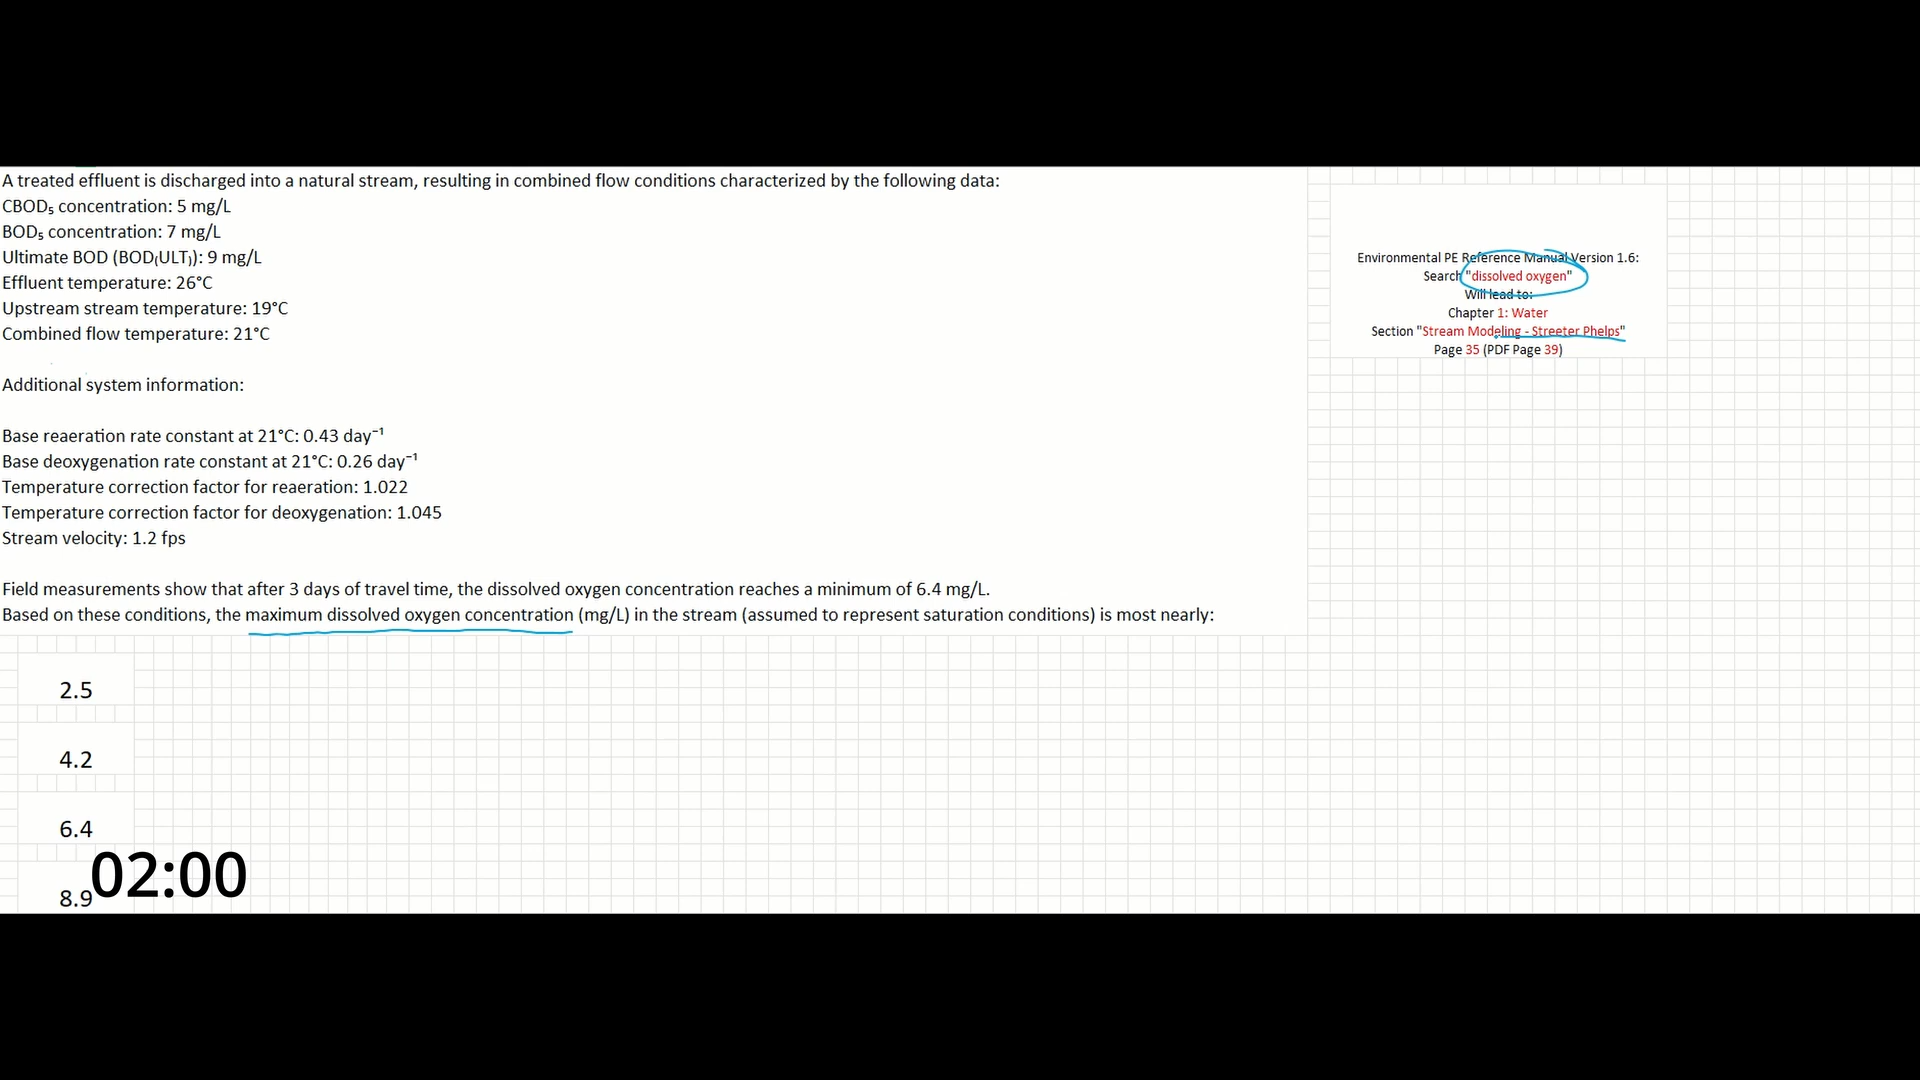 A treated effluent is discharged into a natural stream, resulting in combined flow conditions characterized by the following data:
CBOD₅ concentration: 5 mg/L
BOD₅ concentration: 7 mg/L
Ultimate BOD (BOD₍ULT₎): 9 mg/L
Effluent temperature: 26°C
Upstream stream temperature: 19°C
Combined flow temperature: 21°C
Additional system information:
Base reaeration rate constant at 21°C: 0.43 day⁻¹
Base deoxygenation rate constant at 21°C: 0.26 day⁻¹
Temperature correction factor for reaeration: 1.022
Temperature correction factor for deoxygenation: 1.045
Stream velocity: 1.2 fps
Field measurements show that after 3 days of travel time, the dissolved oxygen concentration reaches a minimum of 6.4 mg/L.
Based on these conditions, the maximum dissolved oxygen concentration (mg/L) in the stream (assumed to represent saturation conditions) is most nearly:
2.5
4.2
6.4
8.9
02:00
Environmental PE Reference Manual Version 1.6:
Search "dissolved oxygen"
Will lead to:
Chapter 1: Water
Section "Stream Modeling - Streeter Phelps"
Page 35 (PDF Page 39)